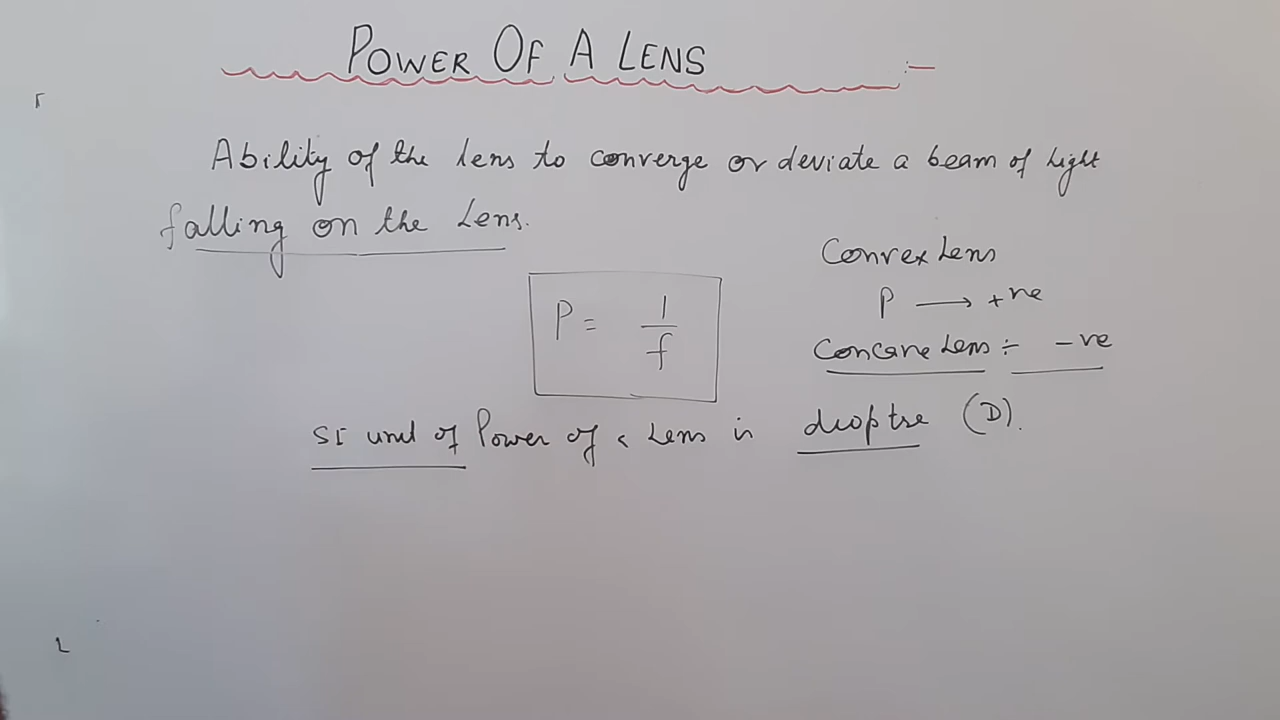 POWER OF A LENS :-
Ability of the lens to converge or deviate a beam of light
falling on the Lens.
Convex Lens
P = 1/f
P → +ve
Concave Lens :- -ve
SI unit of Power of a Lens is dioptre (D).